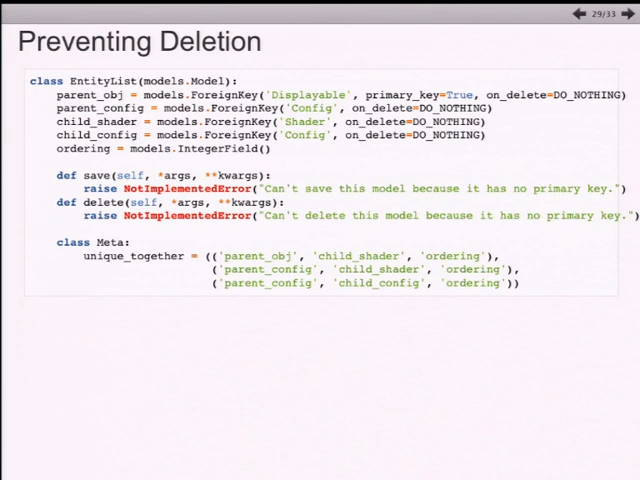 29/33
Preventing Deletion
class EntityList(models.Model):
parent_obj = models.ForeignKey('Displayable', primary_key=True, on_delete=DO_NOTHING)
parent_config = models.ForeignKey('Config', on_delete=DO_NOTHING)
child_shader = models.ForeignKey('Shader', on_delete=DO_NOTHING)
child_config = models.ForeignKey('Config', on_delete=DO_NOTHING)
ordering = models.IntegerField()
def save(self, *args, **kwargs):
raise NotImplementedError("Can't save this model because it has no primary key.")
def delete(self, *args, **kwargs):
raise NotImplementedError("Can't delete this model because it has no primary key.")
class Meta:
unique_together = (('parent_obj', 'child_shader', 'ordering'),
('parent_config', 'child_shader', 'ordering'),
('parent_config', 'child_config', 'ordering'))